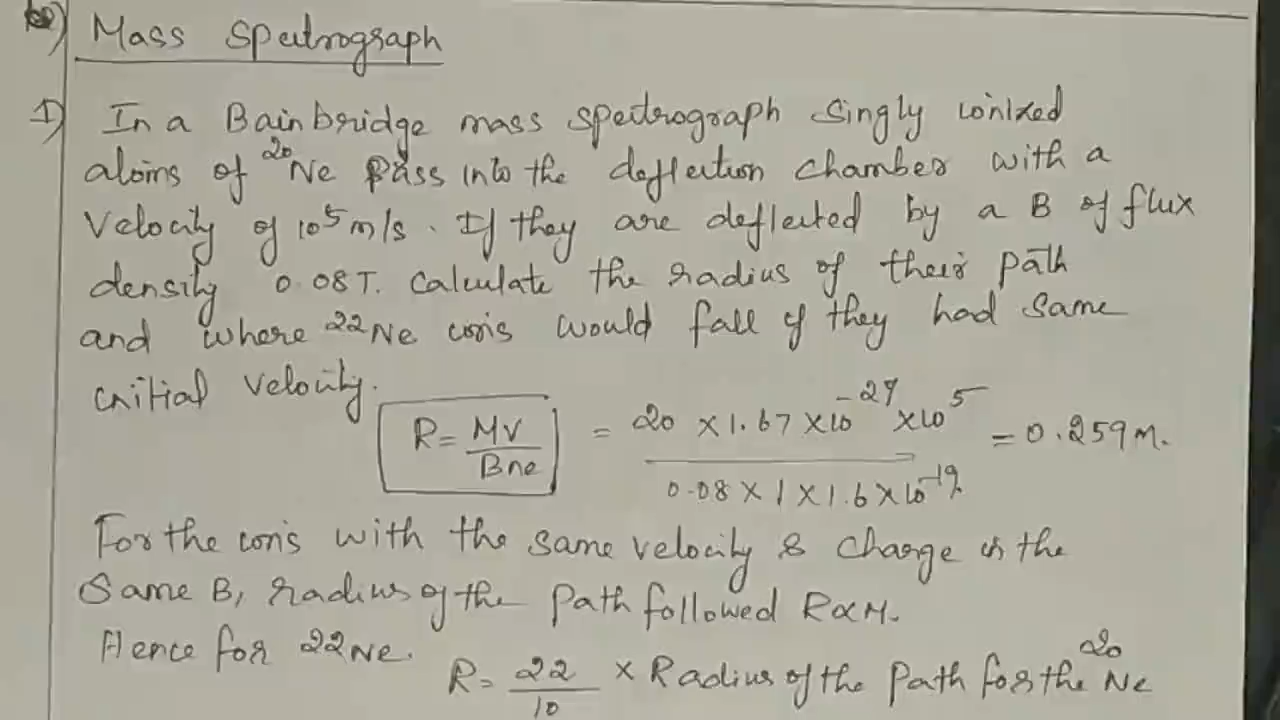 Mass Spectrograph
1) In a Bainbridge mass spectrograph singly ionized
atoms of ²⁰Ne pass into the deflection chamber with a
velocity of 10⁵ m/s. If they are deflected by a B of flux
density 0.08T. Calculate the radius of their path
and where ²²Ne ions would fall if they had same
initial velocity.
R = MV / Bne = 20 × 1.67 × 10⁻²⁷ × 10⁵ / 0.08 × 1 × 1.6 × 10⁻¹⁹ = 0.259 m.
For the ions with the same velocity & charge in the
same B, radius of the path followed R ∝ M.
Hence for 22Ne.
R = 22 / 10 × Radius of the path for the ²⁰Ne